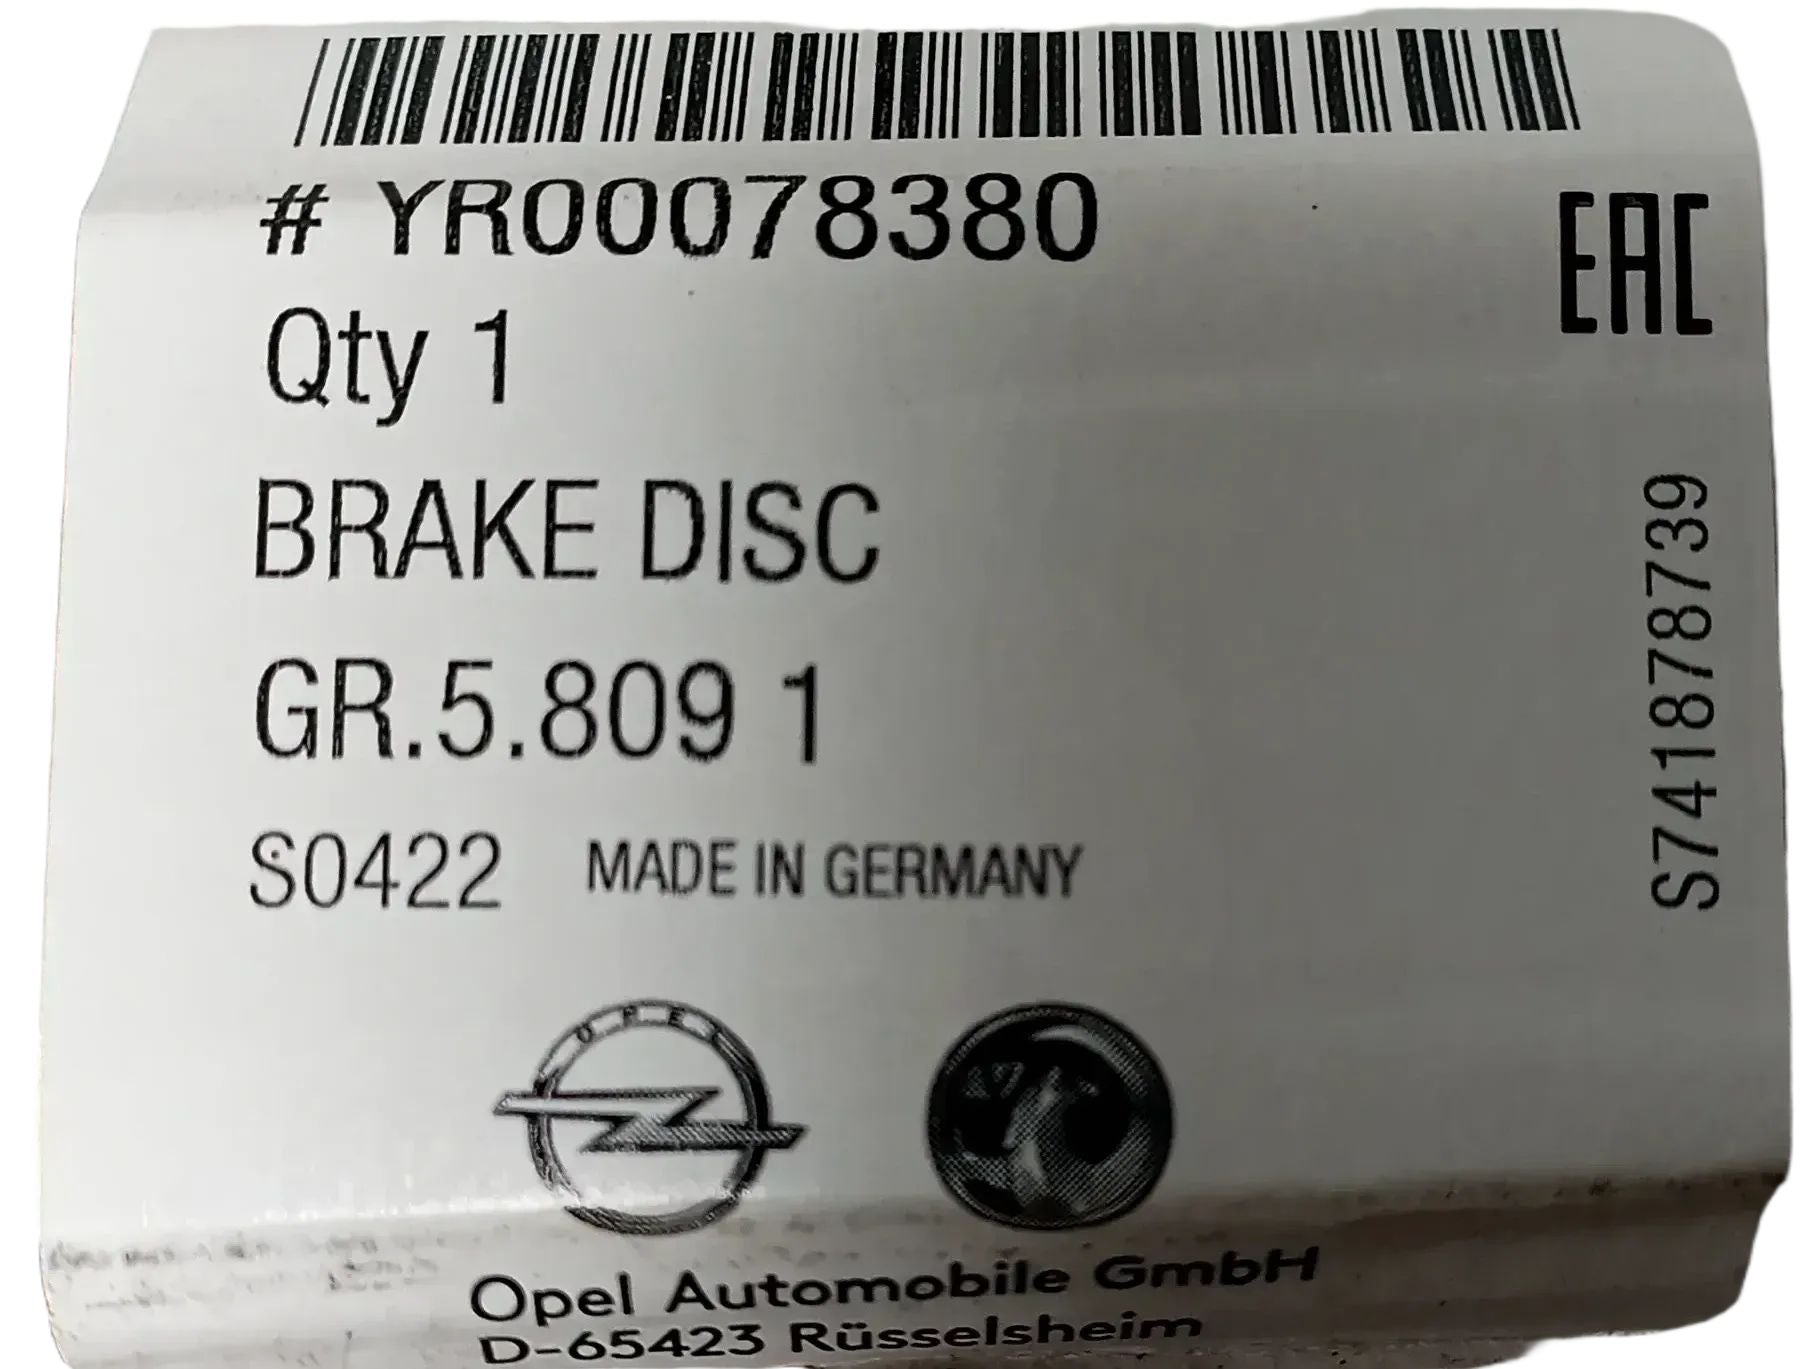 # YR00078380
EAC
Qty 1
BRAKE DISC
GR.5.809 1
S0422 MADE IN GERMANY
S741878739
OPEL
Opel Automobile GmbH
D-65423 Rüsselsheim